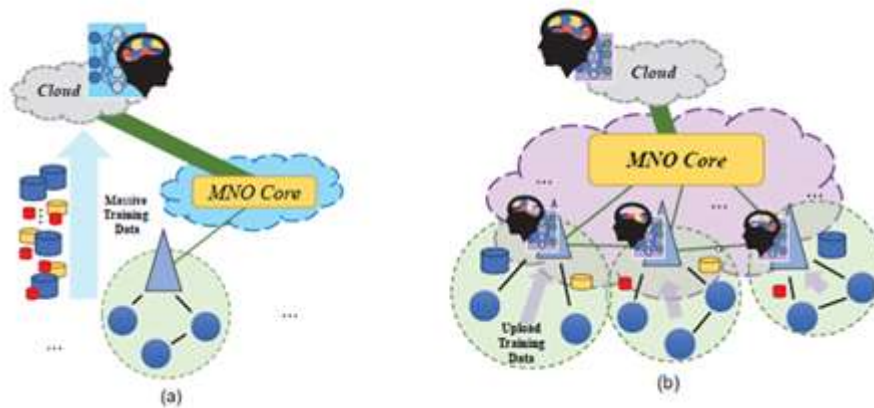 Cloud
MNO Core
Massive
Training
Data
...
...
(a)
Cloud
MNO Core
...
...
...
Upload
Training
Data
(b)